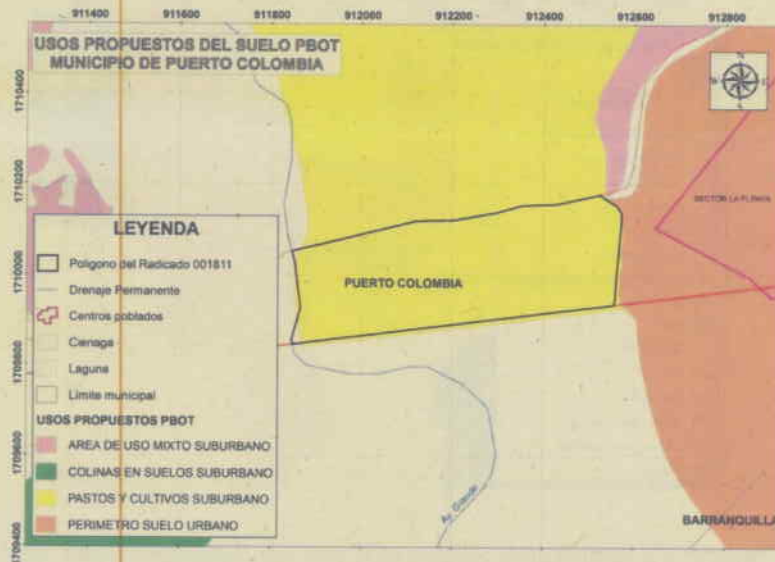 911400 911600 911800 912000 912200 912400 912600 912800
USOS PROPUESTOS DEL SUELO PBOT
MUNICIPIO DE PUERTO COLOMBIA
N
W
1710400
1710200
1710000
1709800
1709600
1709400
SECTOR LA PLAYA
LEYENDA
Poligono del Radicado 001811
Drenaje Permanente
Centros poblados
Cienaga
Laguna
Limite municipal
USOS PROPUESTOS PBOT
AREA DE USO MIXTO SUBURBANO
COLINAS EN SUELOS SUBURBANO
PASTOS Y CULTIVOS SUBURBANO
PERIMETRO SUELO URBANO
PUERTO COLOMBIA
Ay. Grande
BARRANQUILLA